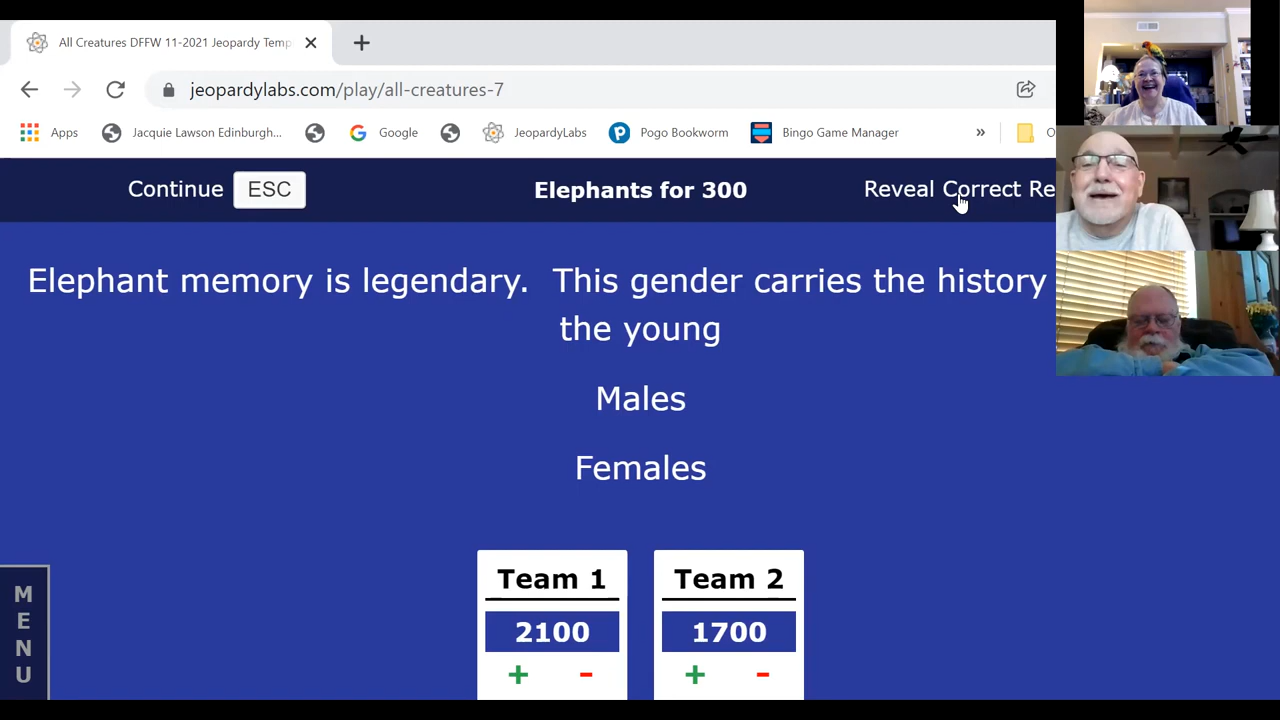 All Creatures DFFW 11-2021 Jeopardy Temp
jeopardylabs.com/play/all-creatures-7
Apps Jacquie Lawson Edinburgh... Google JeopardyLabs Pogo Bookworm Bingo Game Manager » O
Continue ESC Elephants for 300 Reveal Correct Re
Elephant memory is legendary. This gender carries the history
the young
Males
Females
MENU
Team 1 Team 2
2100 1700
+ - + -